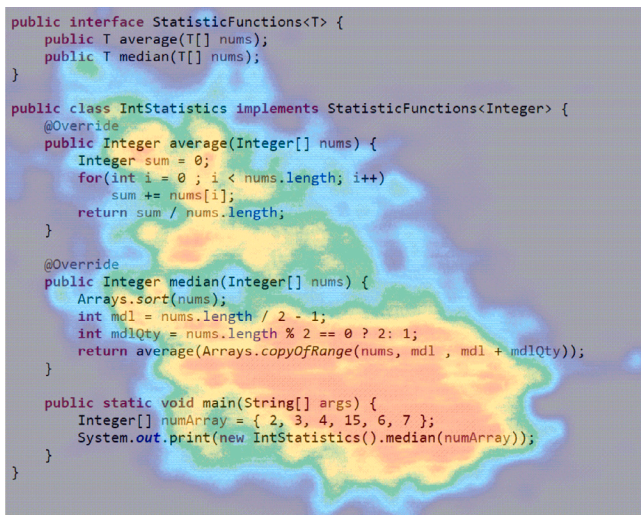 public interface StatisticFunctions<T> {
public T average(T[] nums);
public T median(T[] nums);
}
public class IntStatistics implements StatisticFunctions<Integer> {
@Override
public Integer average(Integer[] nums) {
Integer sum = 0;
for(int i = 0 ; i < nums.length; i++)
sum += nums[i];
return sum / nums.length;
}
@Override
public Integer median(Integer[] nums) {
Arrays.sort(nums);
int mdl = nums.length / 2 - 1;
int mdlQty = nums.length % 2 == 0 ? 2: 1;
return average(Arrays.copyOfRange(nums, mdl , mdl + mdlQty));
}
public static void main(String[] args) {
Integer[] numArray = { 2, 3, 4, 15, 6, 7 };
System.out.print(new IntStatistics().median(numArray));
}
}